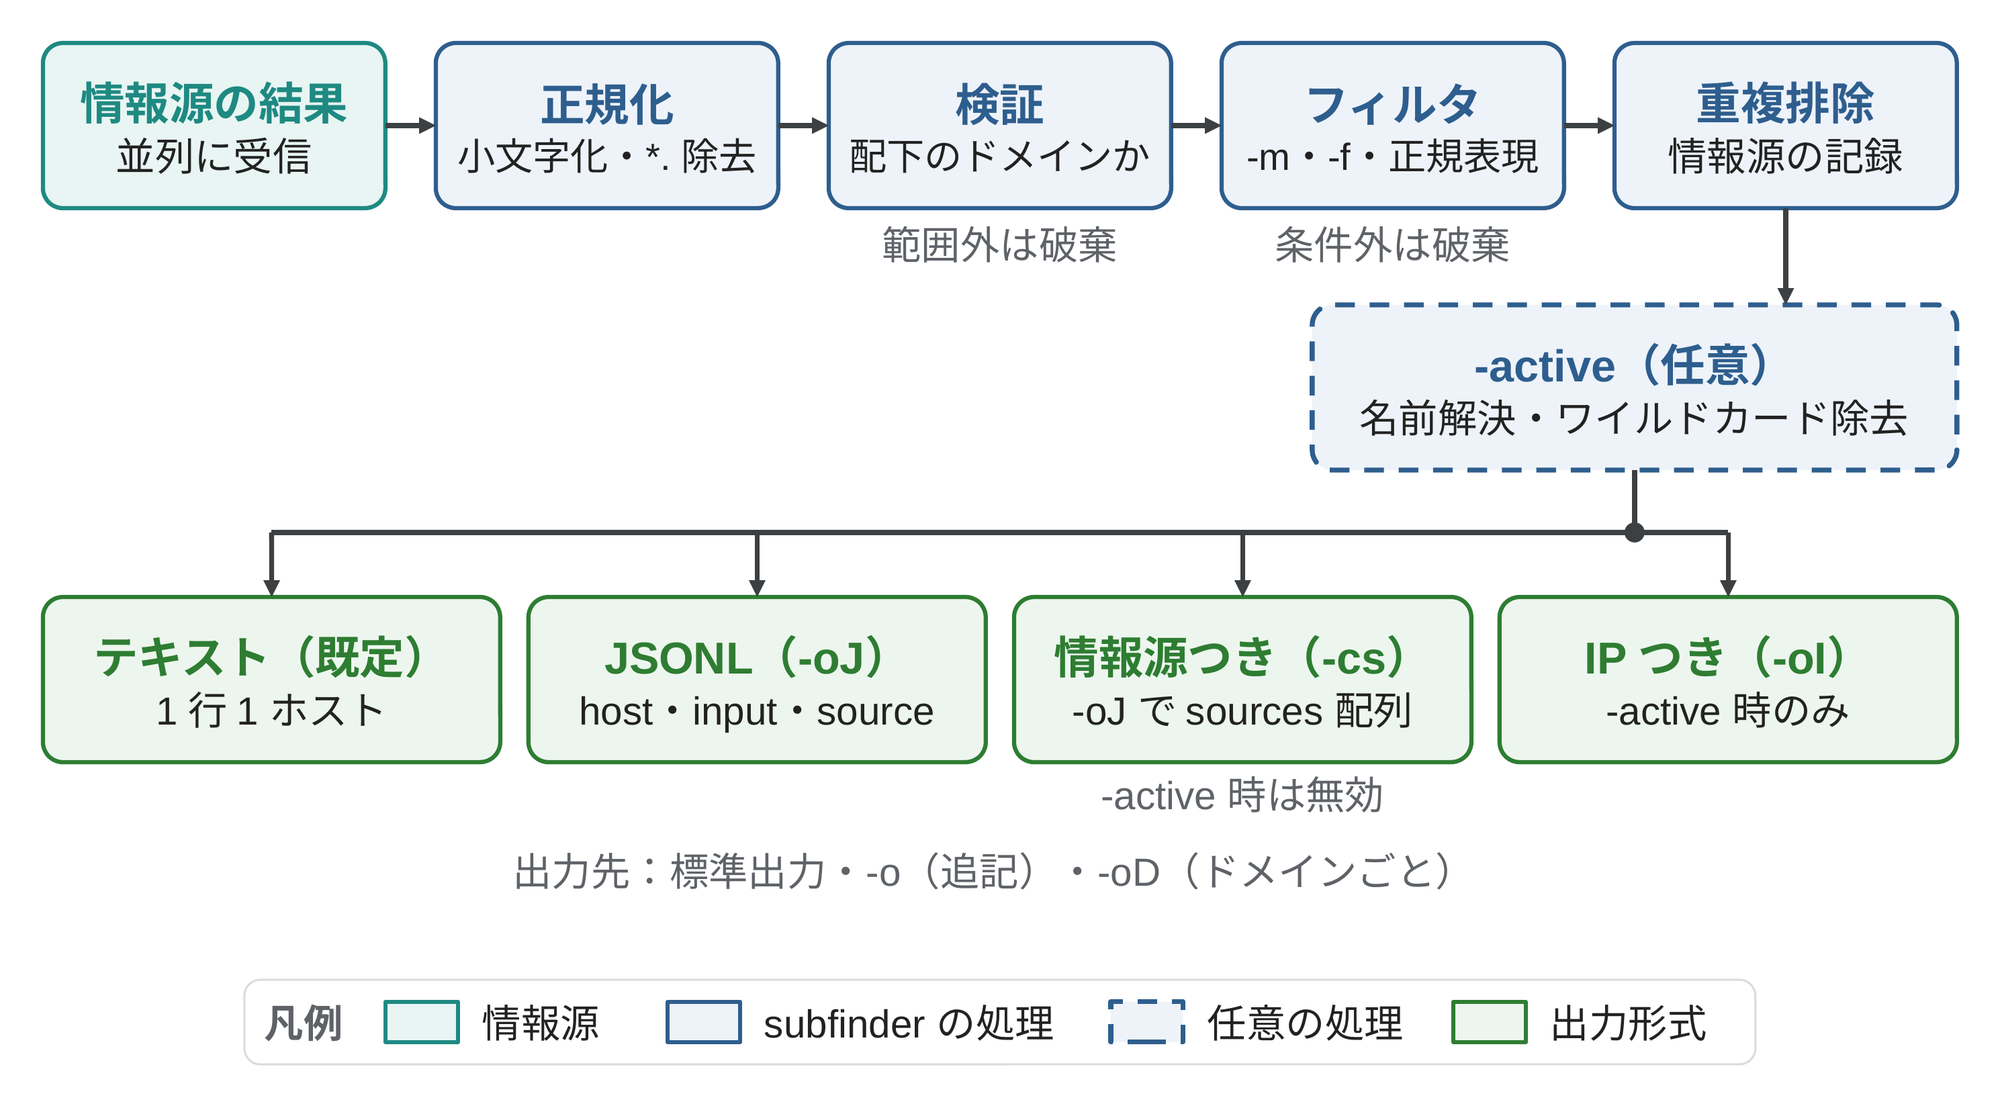 情報源の結果
並列に受信
正規化
小文字化・*. 除去
検証
配下のドメインか
フィルタ
-m・-f・正規表現
重複排除
情報源の記録
範囲外は破棄
条件外は破棄
-active（任意）
名前解決・ワイルドカード除去
テキスト（既定）
1 行 1 ホスト
JSONL（-oJ）
host・input・source
情報源つき（-cs）
-oJ で sources 配列
IP つき（-oI）
-active 時のみ
-active 時は無効
出力先：標準出力・-o（追記）・-oD（ドメインごと）
凡例
情報源
subfinder の処理
任意の処理
出力形式